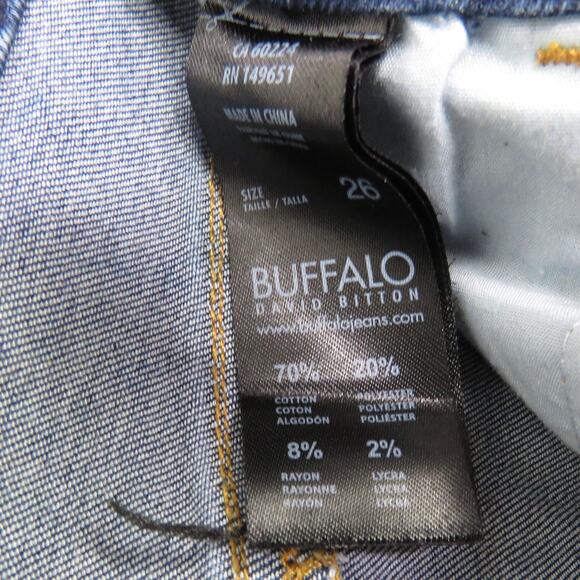 CA 60224
RN 149651
MADE IN CHINA
SIZE 26
TAILLE / TALLA
BUFFALO
DAVID BITTON
www.buffalojeans.com
70% 20%
COTTON POLYESTER
COTON POLYESTER
ALGODÓN POLIÉSTER
8% 2%
RAYON LYCRA
RAYONNE LYCRA
RAYÓN LYCRA